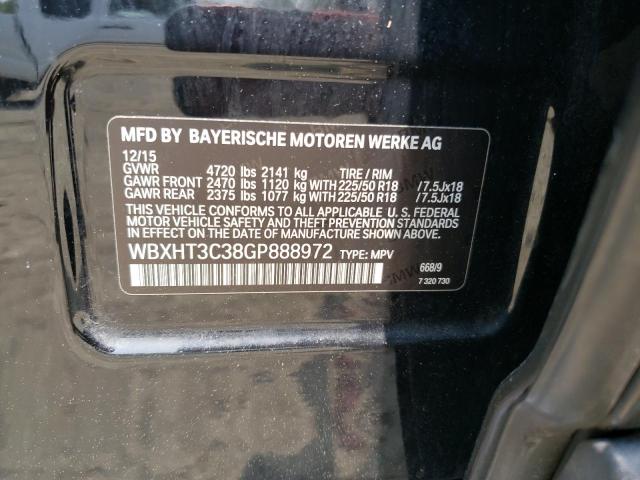 MFD BY BAYERISCHE MOTOREN WERKE AG
12/15
GVWR 4720 lbs 2141 kg TIRE / RIM
GAWR FRONT 2470 lbs 1120 kg WITH 225/50 R18 /7.5Jx18
GAWR REAR 2375 lbs 1077 kg WITH 225/50 R18 /7.5Jx18
THIS VEHICLE CONFORMS TO ALL APPLICABLE U. S. FEDERAL
MOTOR VEHICLE SAFETY AND THEFT PREVENTION STANDARDS
IN EFFECT ON THE DATE OF MANUFACTURE SHOWN ABOVE.
WBXHT3C38GP888972 TYPE: MPV
668/9
7 320 730